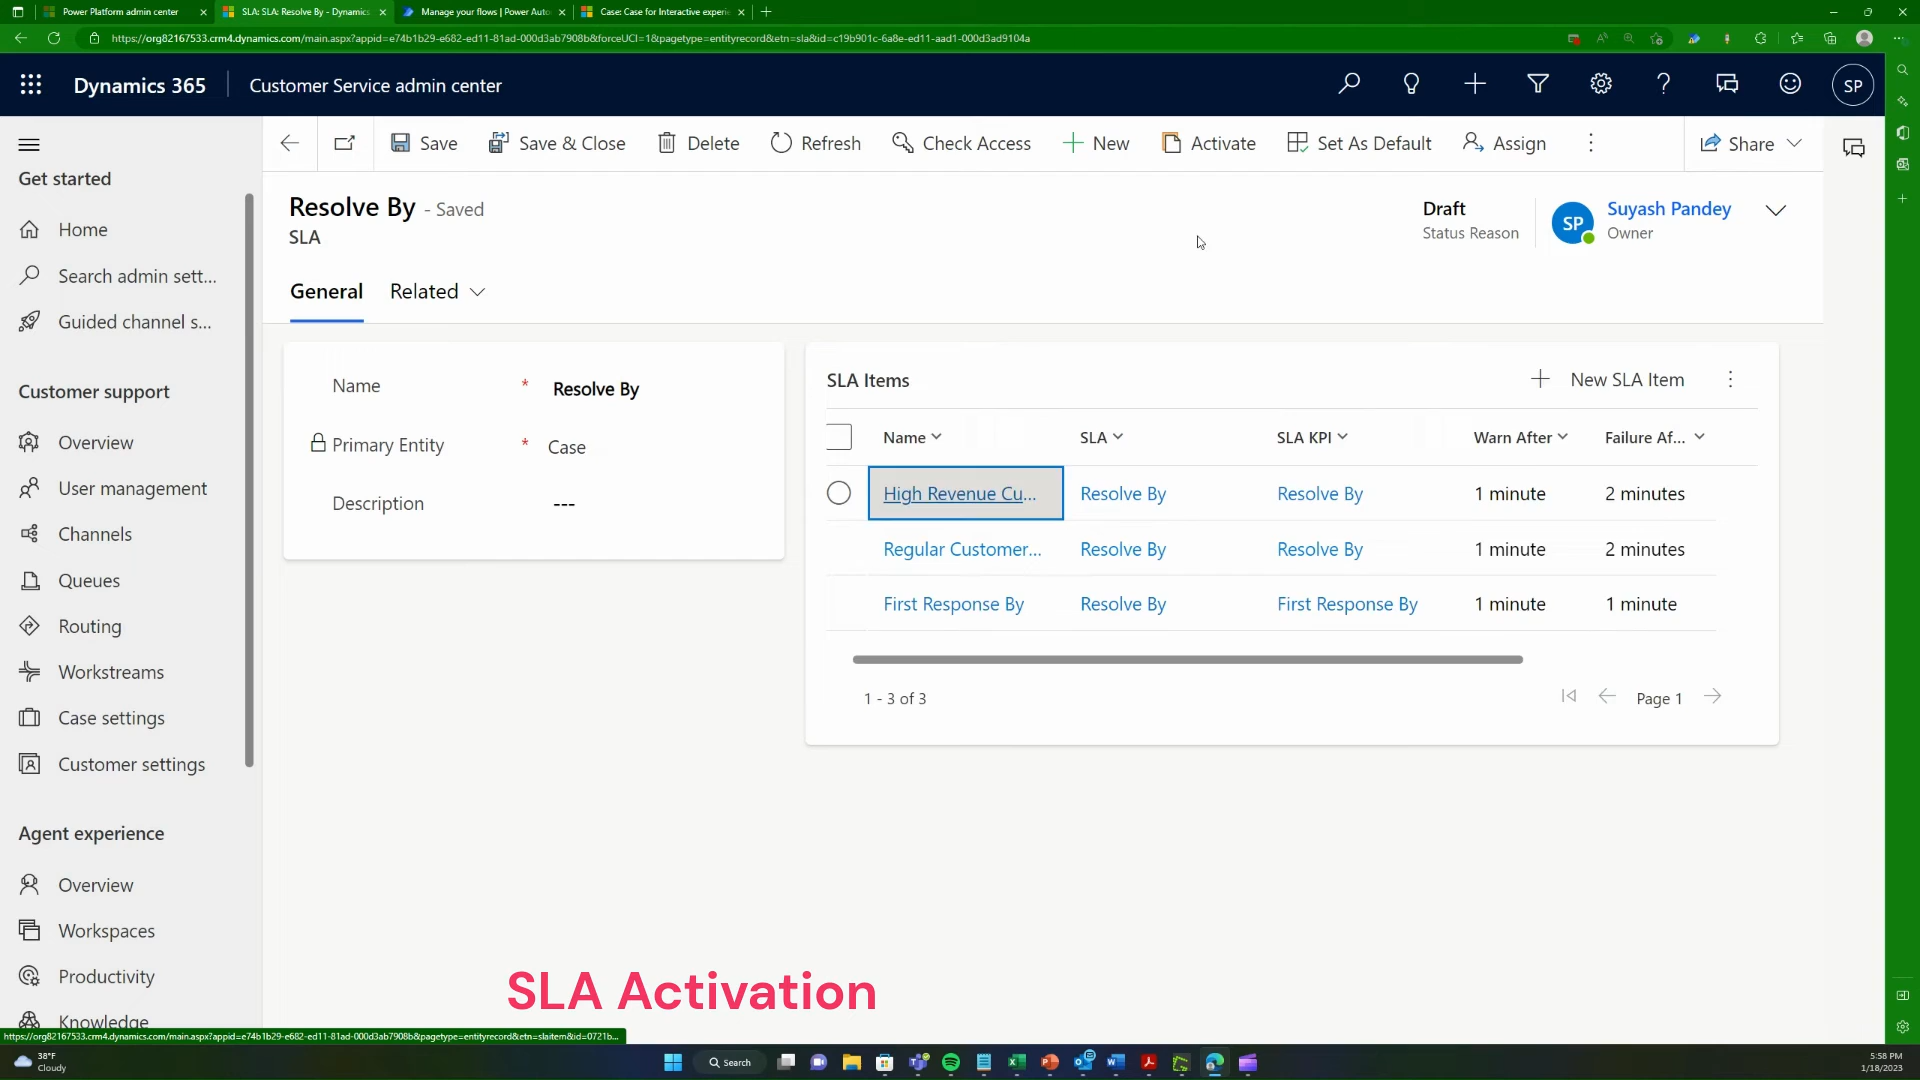 Power Platform admin center
SLA: SLA: Resolve By - Dynamics
Manage your flows | Power Auto
Case: Case for Interactive experie
https://org82167533.crm4.dynamics.com/main.aspx?appid=e74b1b29-e682-ed11-81ad-000d3ab7908b&forceUCI=1&pagetype=entityrecord&etn=sla&id=c19b901c-6a8e-ed11-aad1-000d3ad9104a
Dynamics 365
Customer Service admin center
SP
Save
Save & Close
Delete
Refresh
Check Access
New
Activate
Set As Default
Assign
Share
Get started
Home
Search admin sett...
Guided channel s...
Customer support
Overview
User management
Channels
Queues
Routing
Workstreams
Case settings
Customer settings
Agent experience
Overview
Workspaces
Productivity
Knowledge
Resolve By - Saved
SLA
Draft
Status Reason
SP
Suyash Pandey
Owner
General
Related
Name * Resolve By
Primary Entity * Case
Description ---
SLA Items
New SLA Item
Name SLA SLA KPI Warn After Failure Af...
High Revenue Cu... Resolve By Resolve By 1 minute 2 minutes
Regular Customer... Resolve By Resolve By 1 minute 2 minutes
First Response By Resolve By First Response By 1 minute 1 minute
1 - 3 of 3
Page 1
SLA Activation
https://org82167533.crm4.dynamics.com/main.aspx?appid=e74b1b29-e682-ed11-81ad-000d3ab7908b&pagetype=entityrecord&etn=slaitem&id=0721b...
38°F
Cloudy
Search
5:58 PM
1/18/2023